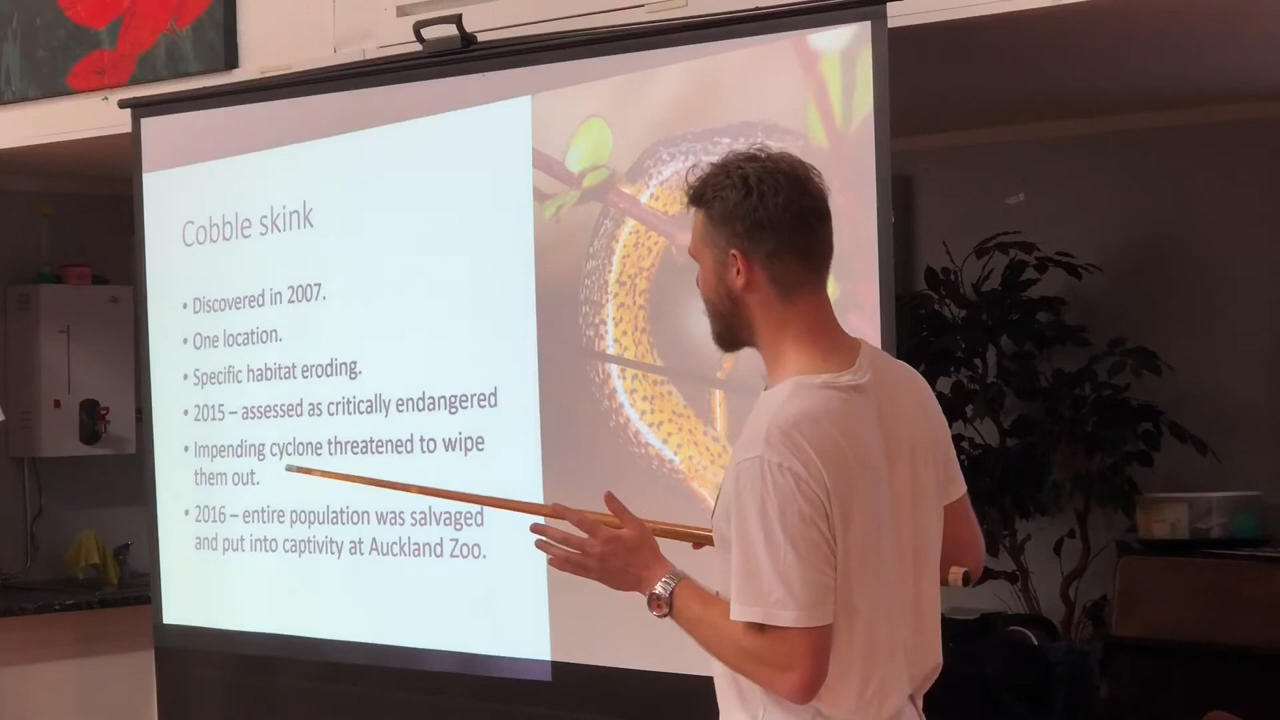 Cobble skink
• Discovered in 2007.
• One location.
• Specific habitat eroding.
• 2015 – assessed as critically endangered
• Impending cyclone threatened to wipe
them out.
• 2016 – entire population was salvaged
and put into captivity at Auckland Zoo.